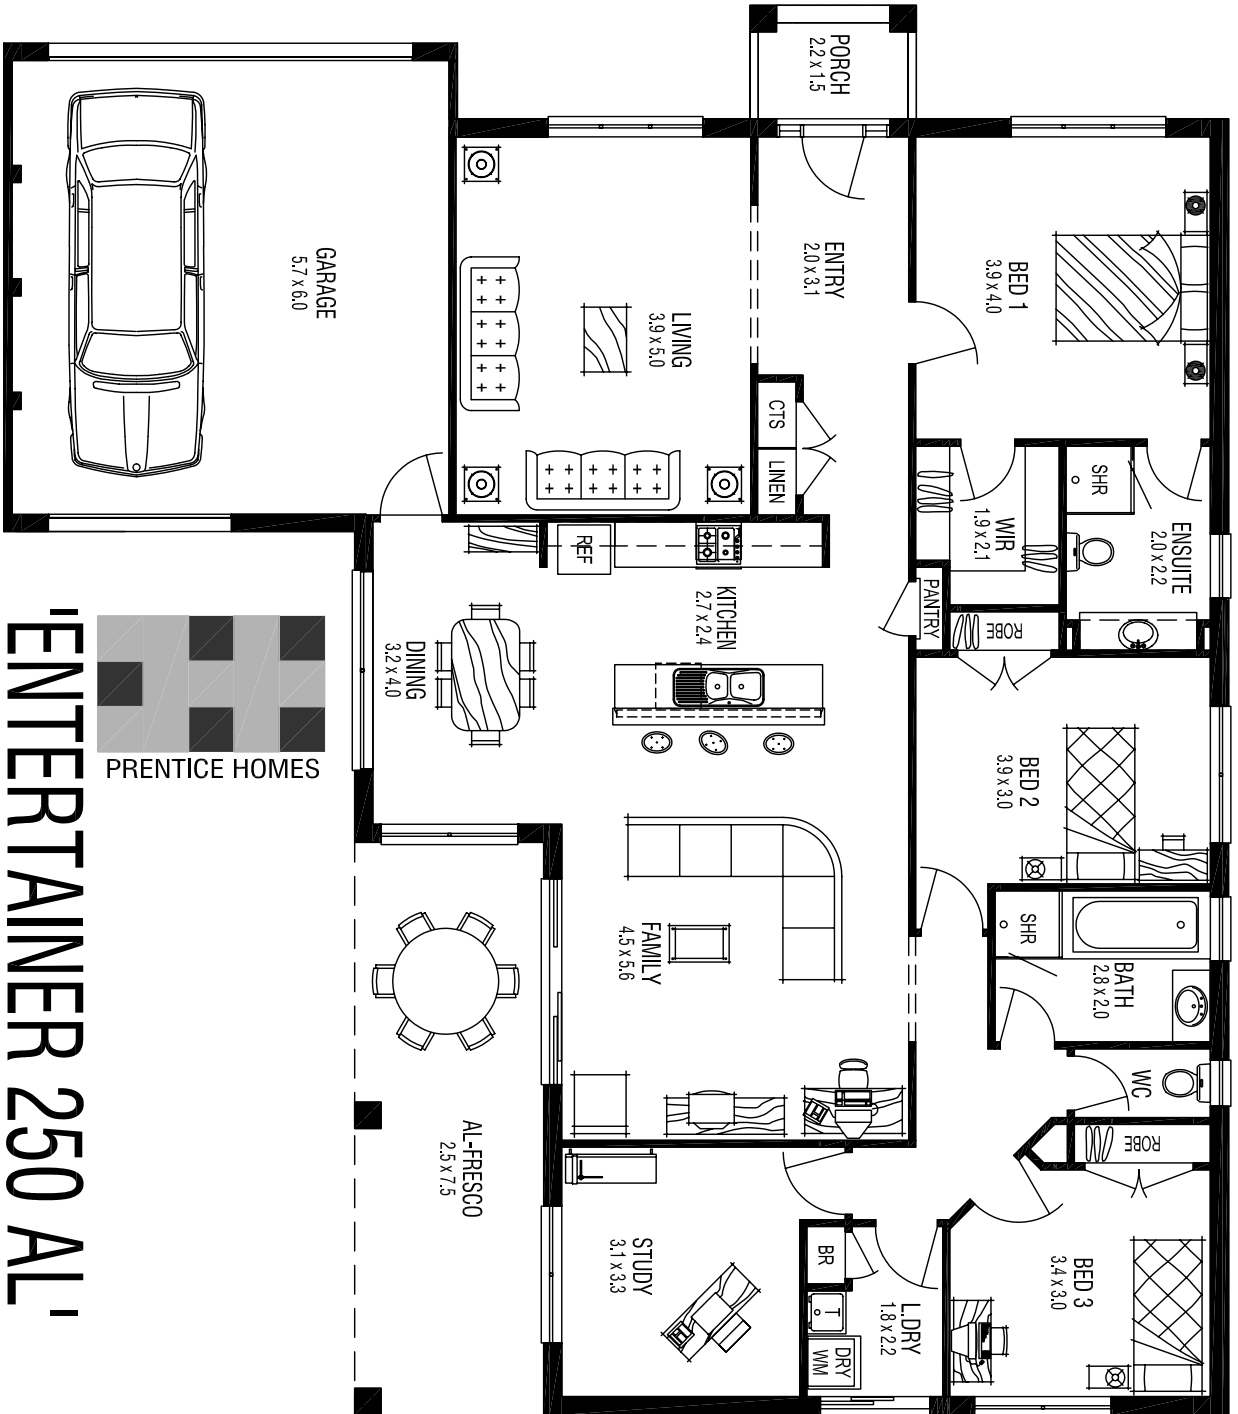 PORCH
2.2 x 1.5
GARAGE
5.7 x 6.0
LIVING
3.9 x 5.0
ENTRY
2.0 x 3.1
BED 1
3.9 x 4.0
CTS
LINEN
SHR
WIR
1.9 x 2.1
ENSUITE
2.0 x 2.2
REF
KITCHEN
2.7 x 2.4
PANTRY
ROBE
DINING
3.2 x 4.0
BED 2
3.9 x 3.0
FAMILY
4.5 x 5.6
SHR
BATH
2.8 x 2.0
WC
ROBE
AL-FRESCO
2.5 x 7.5
STUDY
3.1 x 3.3
BR
T
DRY
WM
L.DRY
1.8 x 2.2
BED 3
3.4 x 3.0
PRENTICE HOMES
'ENTERTAINER 250 AL'